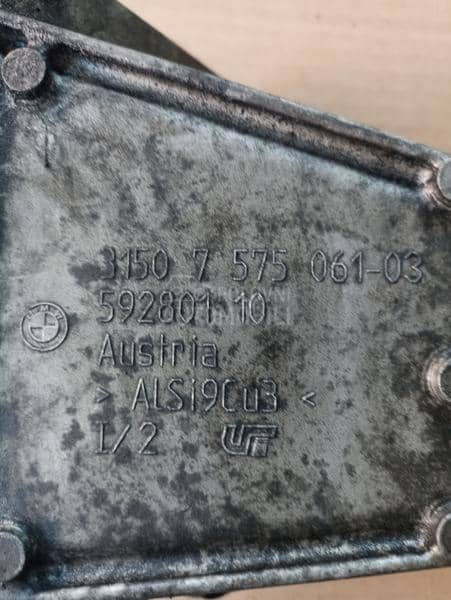 3150 7 575 061-03
592801 10
Austria
> ALSi9Cu3 <
1/2